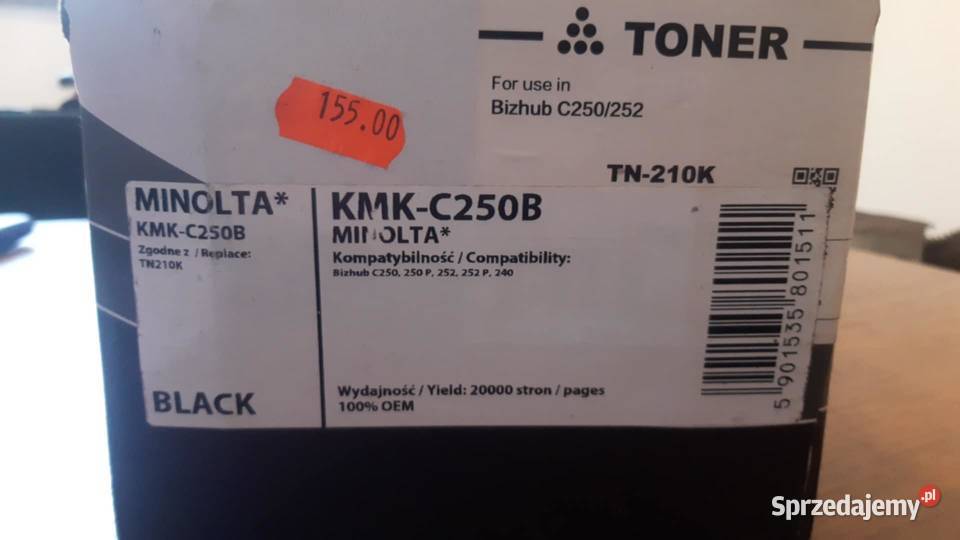 TONER
For use in
Bizhub C250/252
155.00
TN-210K
MINOLTA*
KMK-C250B
Zgodne z / Replace:
TN210K
BLACK
KMK-C250B
MINOLTA*
Kompatybilność / Compatibility:
Bizhub C250, 250 P, 252, 252 P, 240
Wydajność / Yield: 20000 stron / pages
100% OEM
5 901535 801511
Sprzedajemy.pl